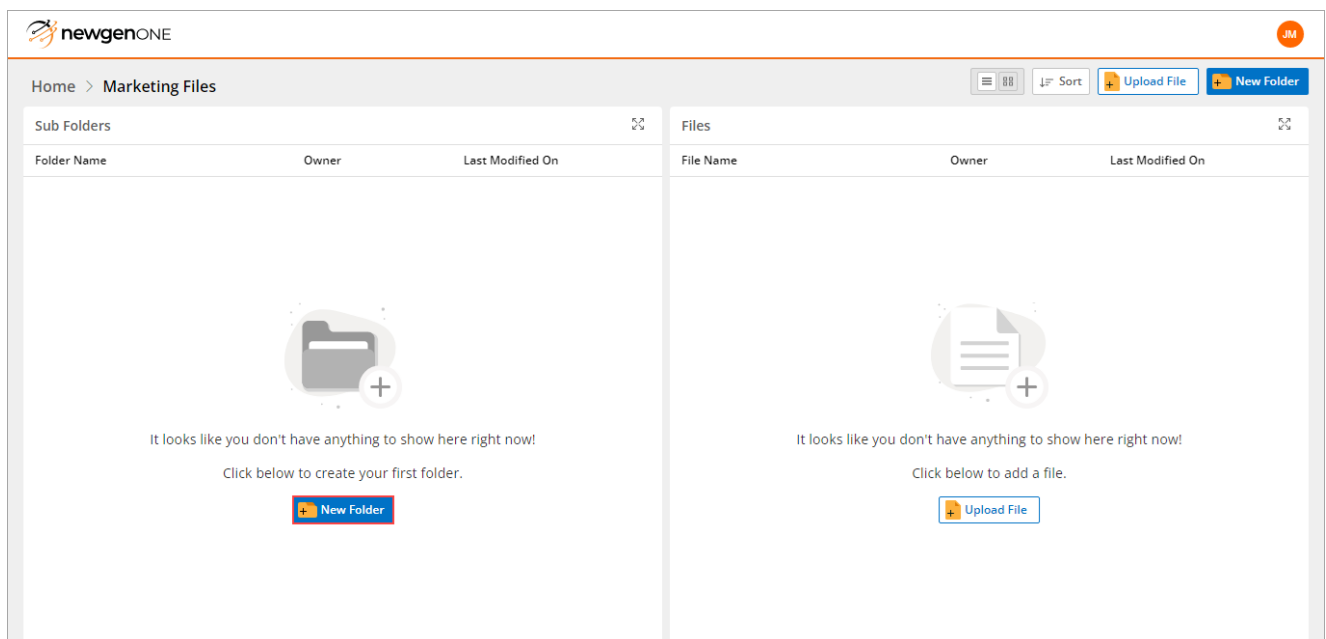 newgenONE
JM
Home > Marketing Files
Sort
Upload File
New Folder
Sub Folders
Folder Name Owner Last Modified On
It looks like you don't have anything to show here right now!
Click below to create your first folder.
New Folder
Files
File Name Owner Last Modified On
It looks like you don't have anything to show here right now!
Click below to add a file.
Upload File